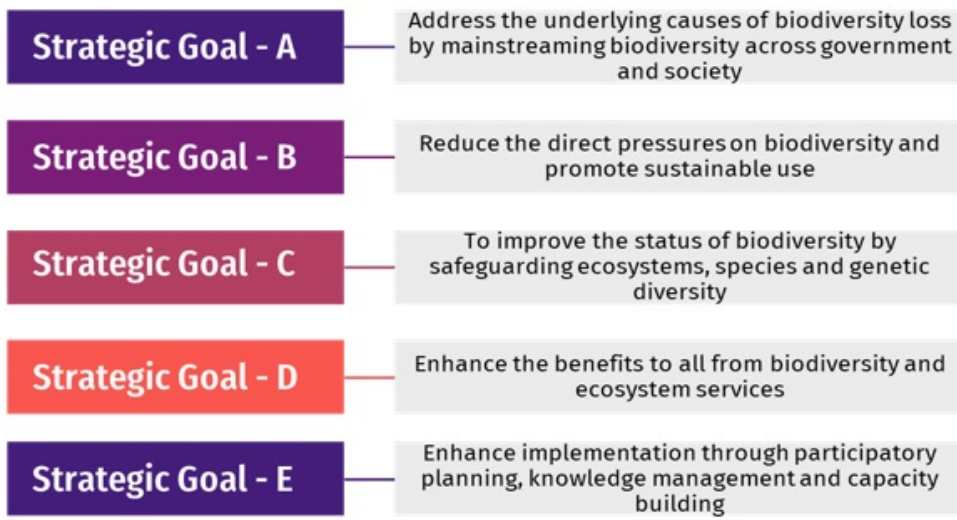 Strategic Goal - A
Address the underlying causes of biodiversity loss
by mainstreaming biodiversity across government
and society
Strategic Goal - B
Reduce the direct pressures on biodiversity and
promote sustainable use
Strategic Goal - C
To improve the status of biodiversity by
safeguarding ecosystems, species and genetic
diversity
Strategic Goal - D
Enhance the benefits to all from biodiversity and
ecosystem services
Strategic Goal - E
Enhance implementation through participatory
planning, knowledge management and capacity
building